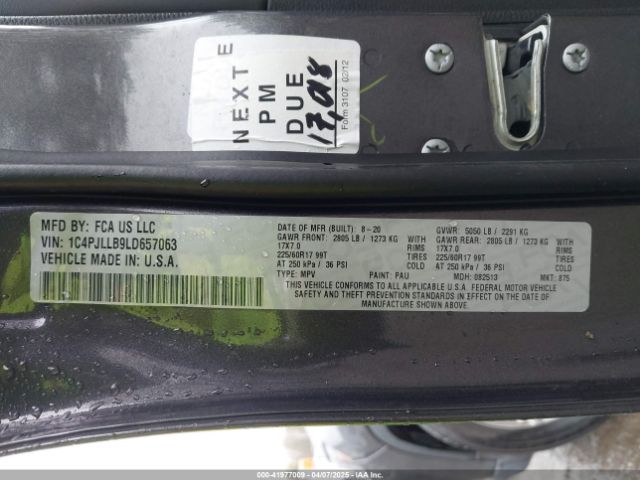 NEXT E
PM
DUE
Form 3107 02/12
MFD BY: FCA US LLC
VIN: 1C4PJLLB9LD657063
VEHICLE MADE IN: U.S.A.
DATE OF MFR (BUILT): 8-20
GVWR: 5050 LB / 2291 KG
GAWR FRONT: 2805 LB / 1273 KG WITH
17X7.0 RIMS
225/60R17 99T TIRES
AT 250 kPa / 36 PSI COLD
GAWR REAR: 2805 LB / 1273 KG WITH
17X7.0 RIMS
225/60R17 99T TIRES
AT 250 kPa / 36 PSI COLD
TYPE: MPV PAINT: PAU MDH: 082513 MKT: 875
THIS VEHICLE CONFORMS TO ALL APPLICABLE U.S.A. FEDERAL MOTOR VEHICLE
SAFETY AND THEFT PREVENTION STANDARDS IN EFFECT ON THE DATE OF
MANUFACTURE SHOWN ABOVE.
000-41977009 - 04/07/2025 - IAAI.COM